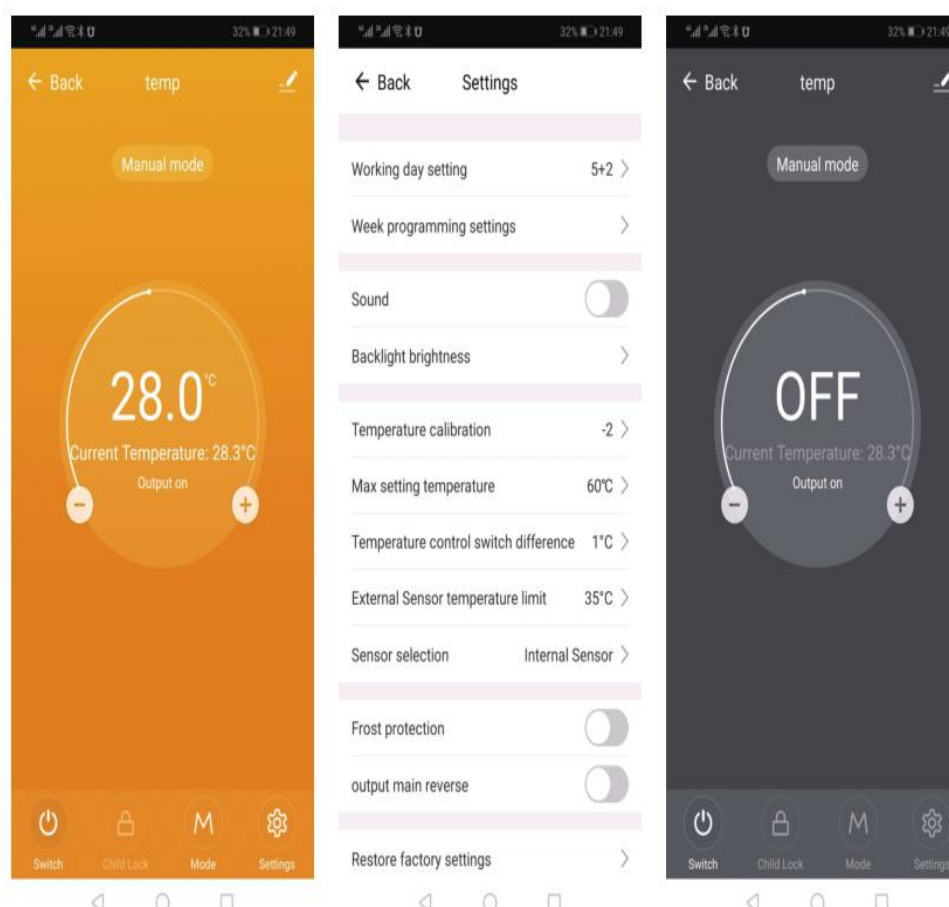 32% 21:49
← Back temp
Manual mode
28.0°C
Current Temperature: 28.3°C
Output on
− +
Switch Child Lock M Mode Settings
32% 21:49
← Back Settings
Working day setting 5+2 >
Week programming settings >
Sound
Backlight brightness >
Temperature calibration -2 >
Max setting temperature 60℃ >
Temperature control switch difference 1°C >
External Sensor temperature limit 35°C >
Sensor selection Internal Sensor >
Frost protection
output main reverse
Restore factory settings >
32% 21:49
← Back temp
Manual mode
OFF
Current Temperature: 28.3°C
Output on
− +
Switch Child Lock M Mode Settings